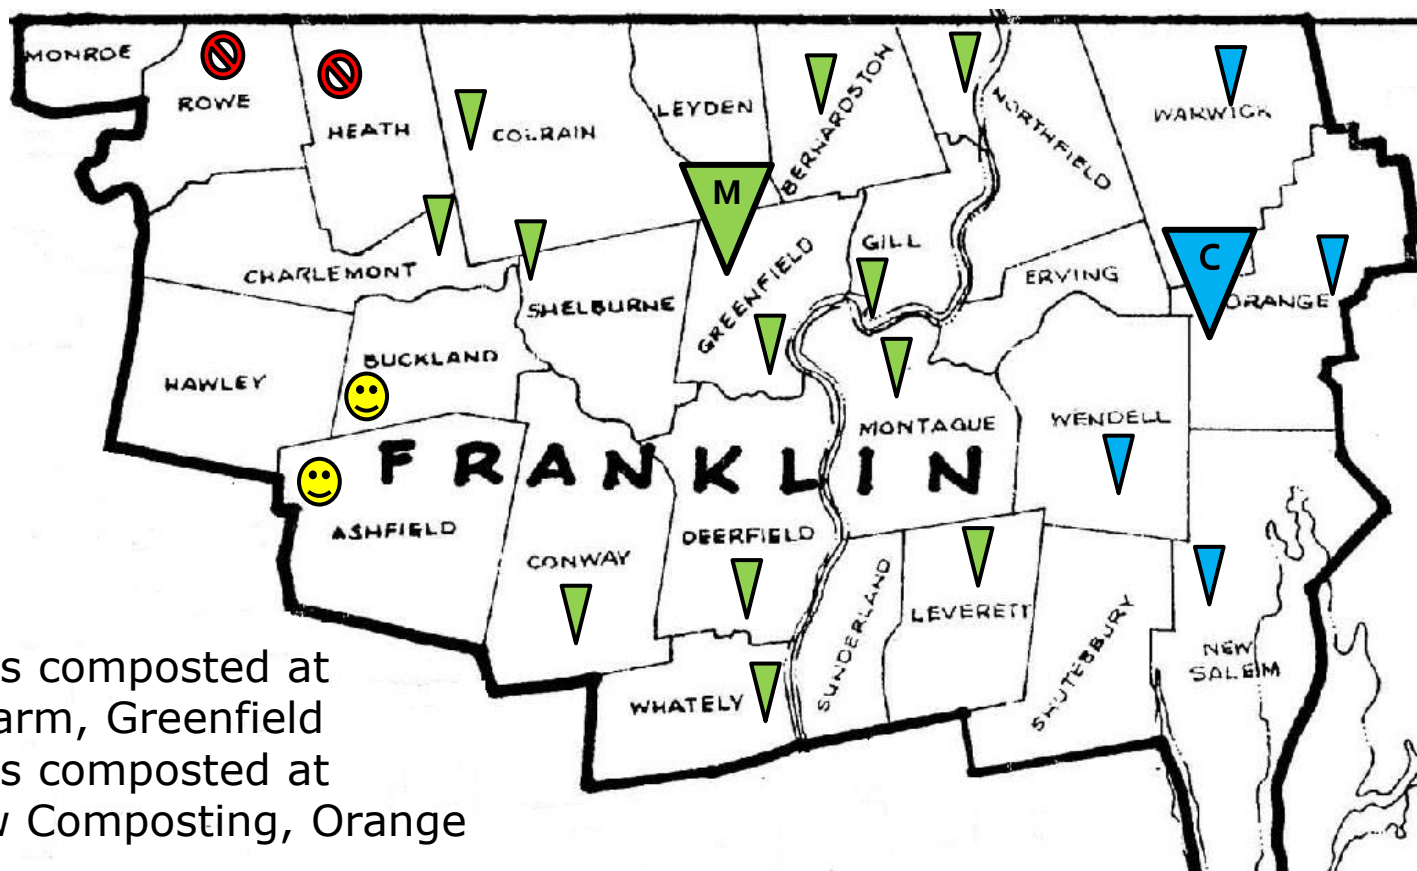 MONROE
ROWE
HEATH
COLRAIN
LEYDEN
BERNARDSTON
NORTHFIELD
WARWICK
M
CHARLEMONT
SHELBURNE
GREENFIELD
GILL
ERVING
C
ORANGE
HAWLEY
BUCKLAND
MONTAGUE
WENDELL
FRANKLIN
ASHFIELD
CONWAY
DEERFIELD
SUNDERLAND
LEVERETT
SHUTESBURY
NEW
SALEM
WHATELY
s composted at
arm, Greenfield
s composted at
w Composting, Orange